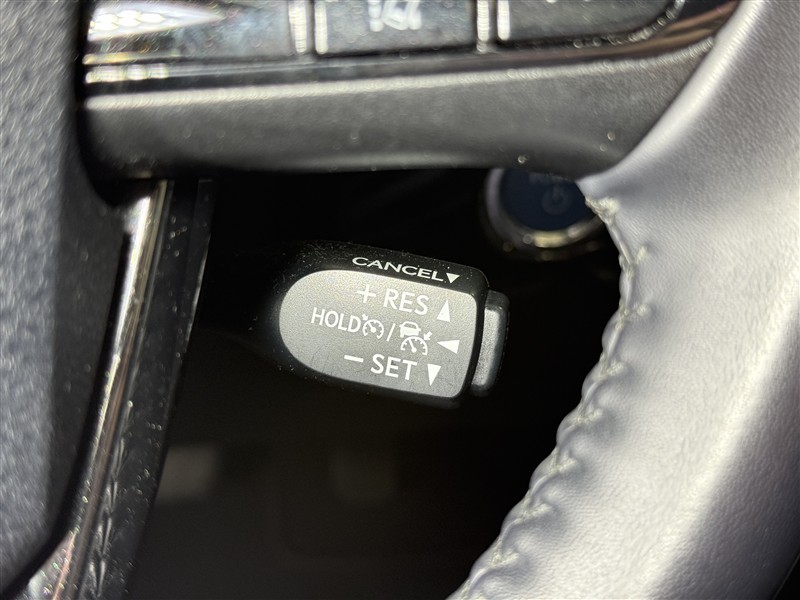 CANCEL▼
+ RES ▲
HOLD / ◀
− SET ▼